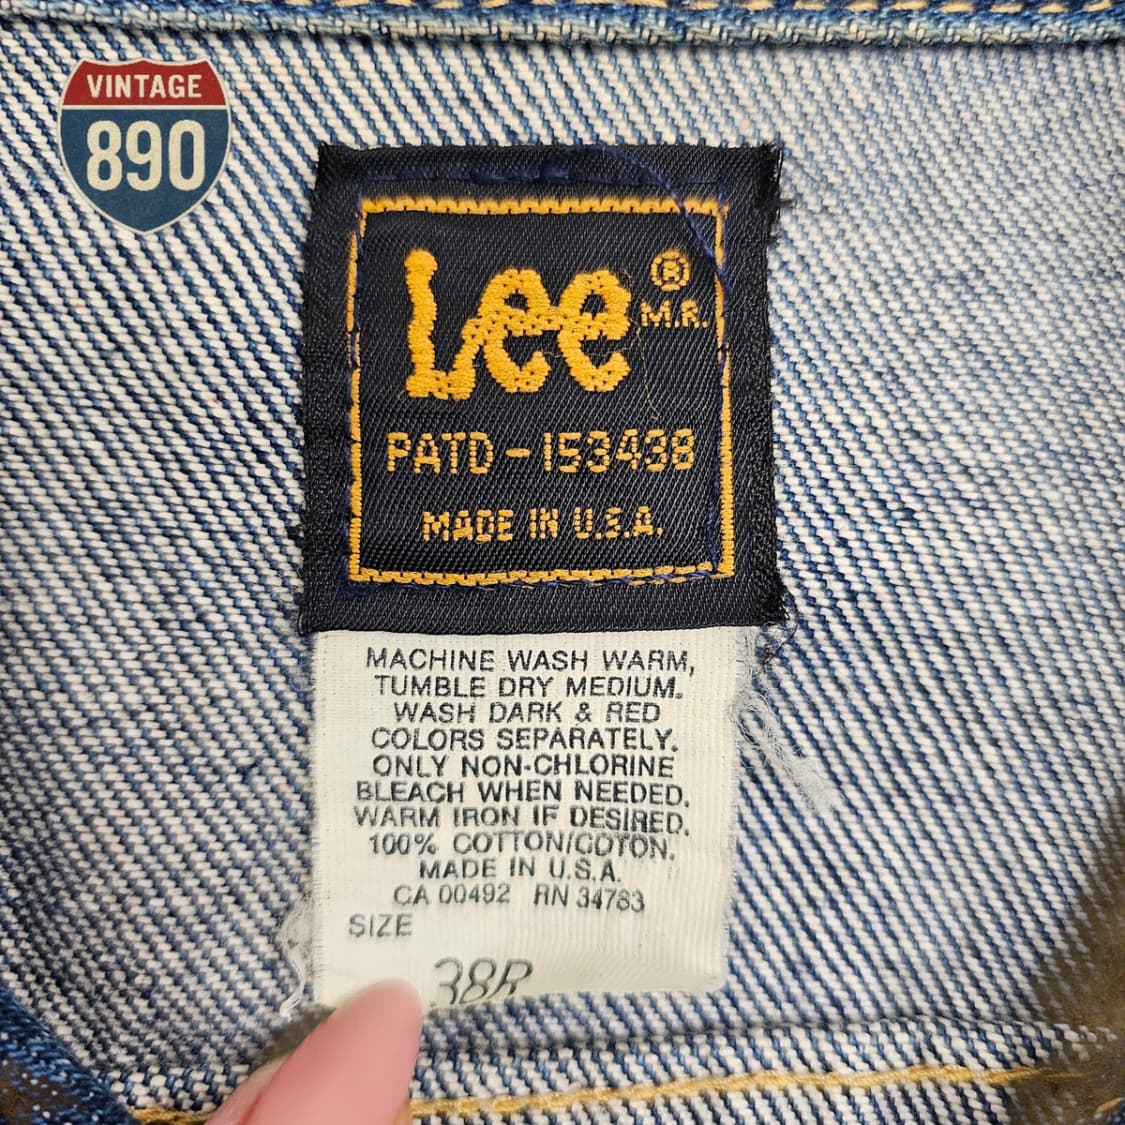 VINTAGE
890
Lee ®
M.R.
PATD-153438
MADE IN U.S.A.
MACHINE WASH WARM,
TUMBLE DRY MEDIUM.
WASH DARK & RED
COLORS SEPARATELY.
ONLY NON-CHLORINE
BLEACH WHEN NEEDED.
WARM IRON IF DESIRED.
100% COTTON/COTON.
MADE IN U.S.A.
CA 00492 RN 34783
SIZE
38R